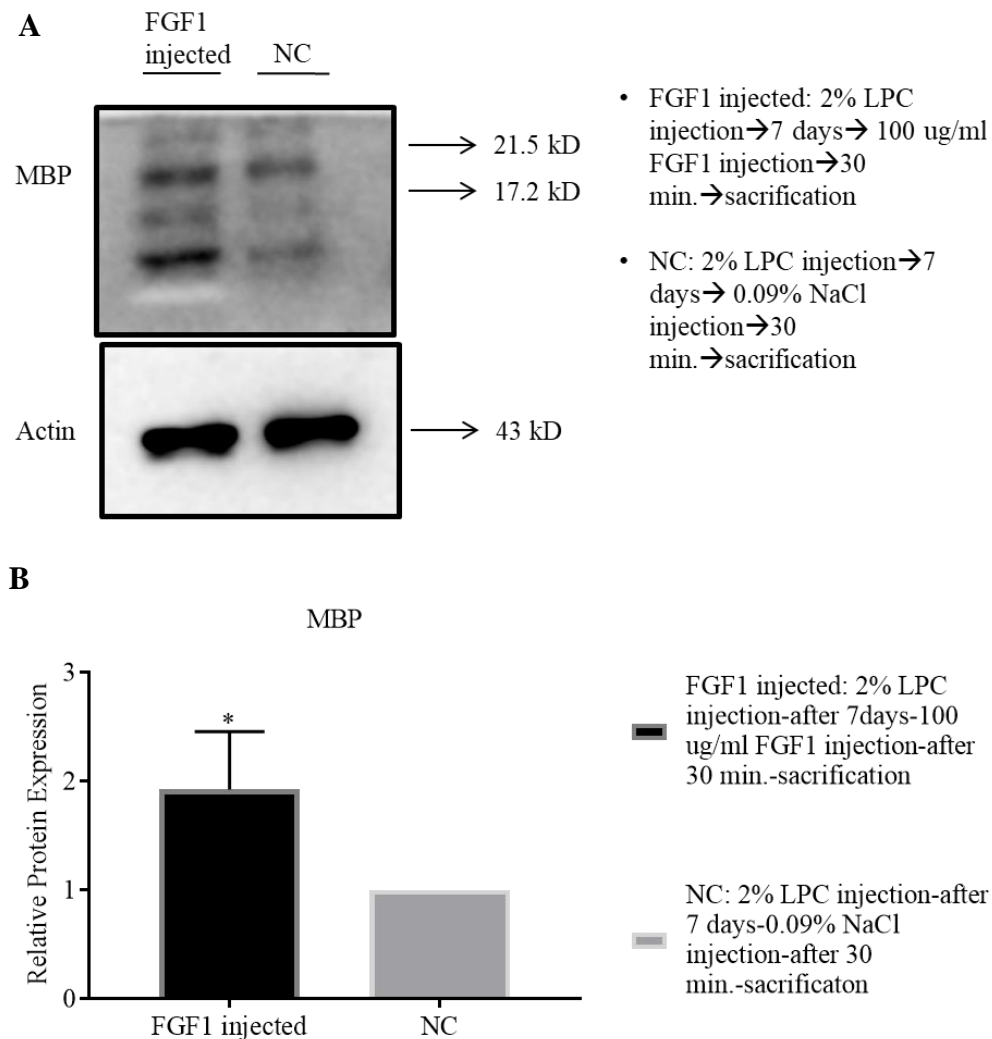 A
FGF1
injected
NC
MBP
21.5 kD
17.2 kD
Actin
43 kD
• FGF1 injected: 2% LPC
injection→7 days→ 100 ug/ml
FGF1 injection→30
min.→sacrification
• NC: 2% LPC injection→7
days→ 0.09% NaCl
injection→30
min.→sacrification
B
MBP
Relative Protein Expression
3
2
1
0
*
FGF1 injected
NC
FGF1 injected: 2% LPC
injection-after 7days-100
ug/ml FGF1 injection-after
30 min.-sacrification
NC: 2% LPC injection-after
7 days-0.09% NaCl
injection-after 30
min.-sacrificaton